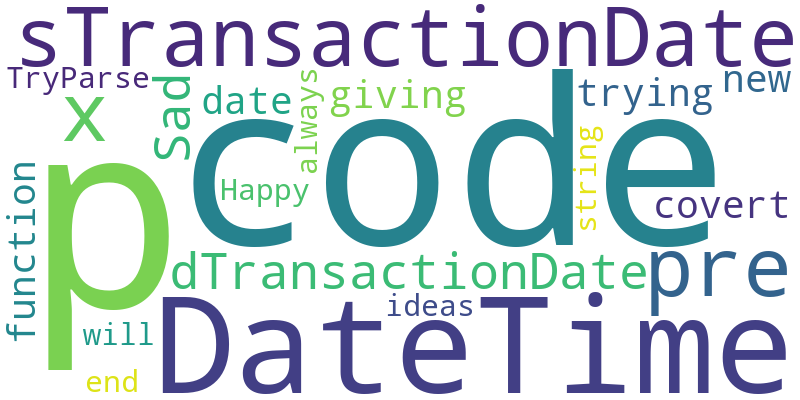 sTransactionDate
TryParse
x
Sad
date
always
giving
trying
new
p
code
Happy
string
covert
function
dTransactionDate
pre
DateTime
ideas
will
end